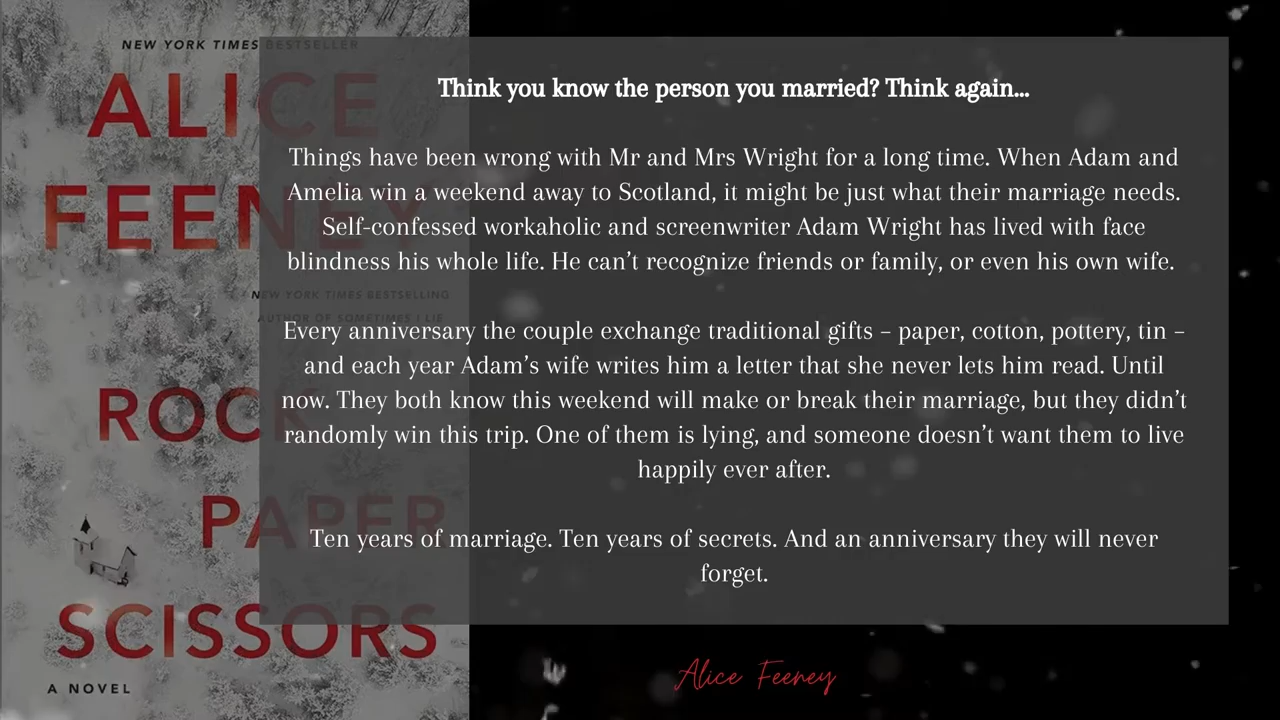 NEW YORK TIMES BESTSELLER
ALICE
FEENEY
NEW YORK TIMES BESTSELLING
AUTHOR OF SOMETIMES I LIE
ROCK
PAPER
SCISSORS
A NOVEL
Think you know the person you married? Think again...
Things have been wrong with Mr and Mrs Wright for a long time. When Adam and
Amelia win a weekend away to Scotland, it might be just what their marriage needs.
Self-confessed workaholic and screenwriter Adam Wright has lived with face
blindness his whole life. He can’t recognize friends or family, or even his own wife.
Every anniversary the couple exchange traditional gifts – paper, cotton, pottery, tin –
and each year Adam’s wife writes him a letter that she never lets him read. Until
now. They both know this weekend will make or break their marriage, but they didn’t
randomly win this trip. One of them is lying, and someone doesn’t want them to live
happily ever after.
Ten years of marriage. Ten years of secrets. And an anniversary they will never
forget.
Alice Feeney